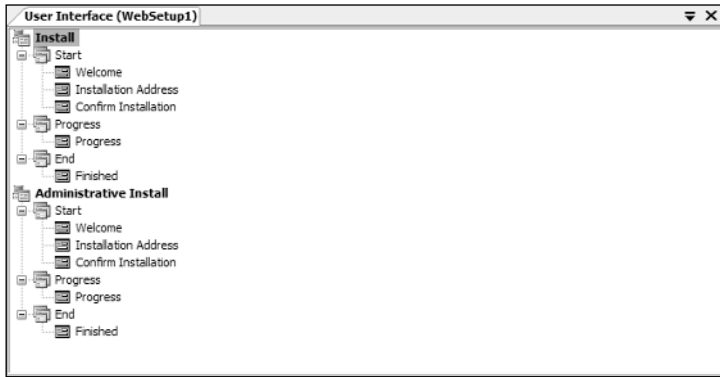 User Interface (WebSetup1)
Install
Start
Welcome
Installation Address
Confirm Installation
Progress
Progress
End
Finished
Administrative Install
Start
Welcome
Installation Address
Confirm Installation
Progress
Progress
End
Finished